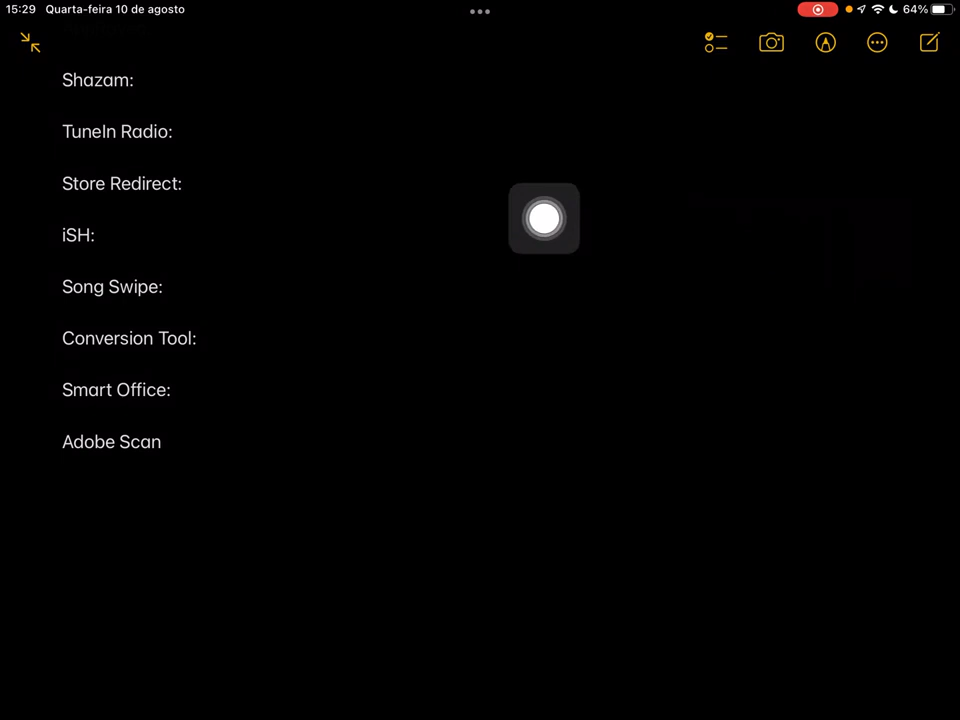 15:29 Quarta-feira 10 de agosto 64%
Shazam:
TuneIn Radio:
Store Redirect:
iSH:
Song Swipe:
Conversion Tool:
Smart Office:
Adobe Scan